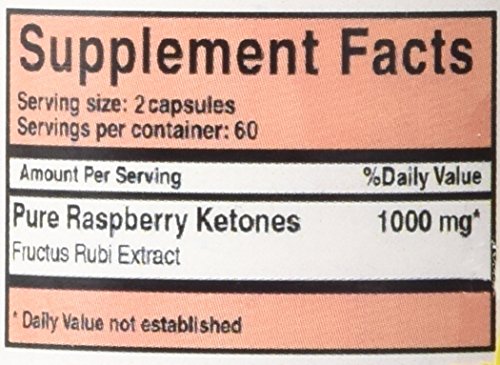 Supplement Facts
Serving size: 2 capsules
Servings per container: 60
Amount Per Serving %Daily Value
Pure Raspberry Ketones 1000 mg*
Fructus Rubi Extract
* Daily Value not established